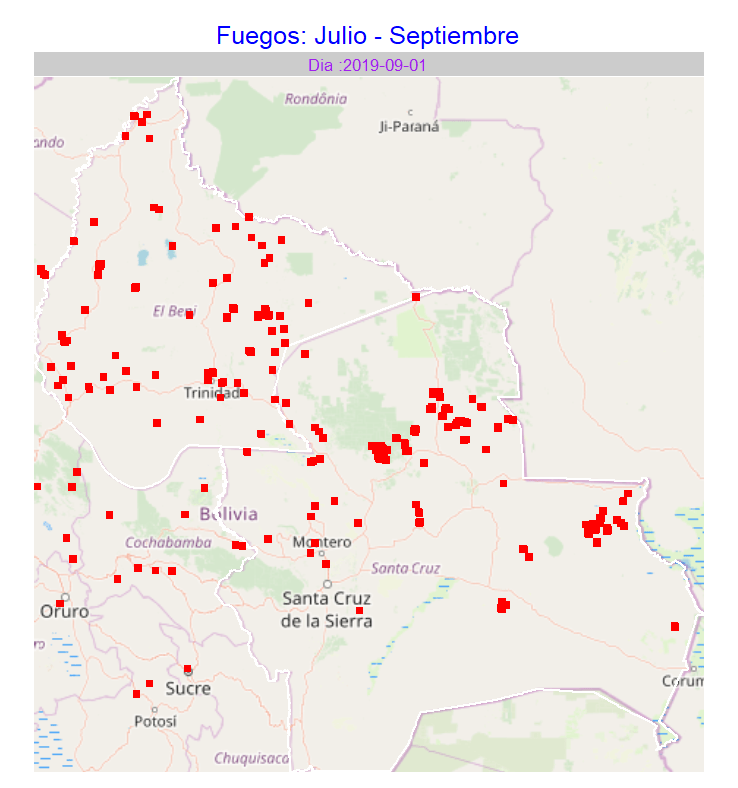 Fuegos: Julio - Septiembre
Dia :2019-09-01
Rondônia
Ji-Paraná
ando
El Beni
Trinidad
Bolivia
Cochabamba
Montero
Santa Cruz
Santa Cruz
de la Sierra
Oruro
Sucre
Corum
Potosí
Chuquisaca